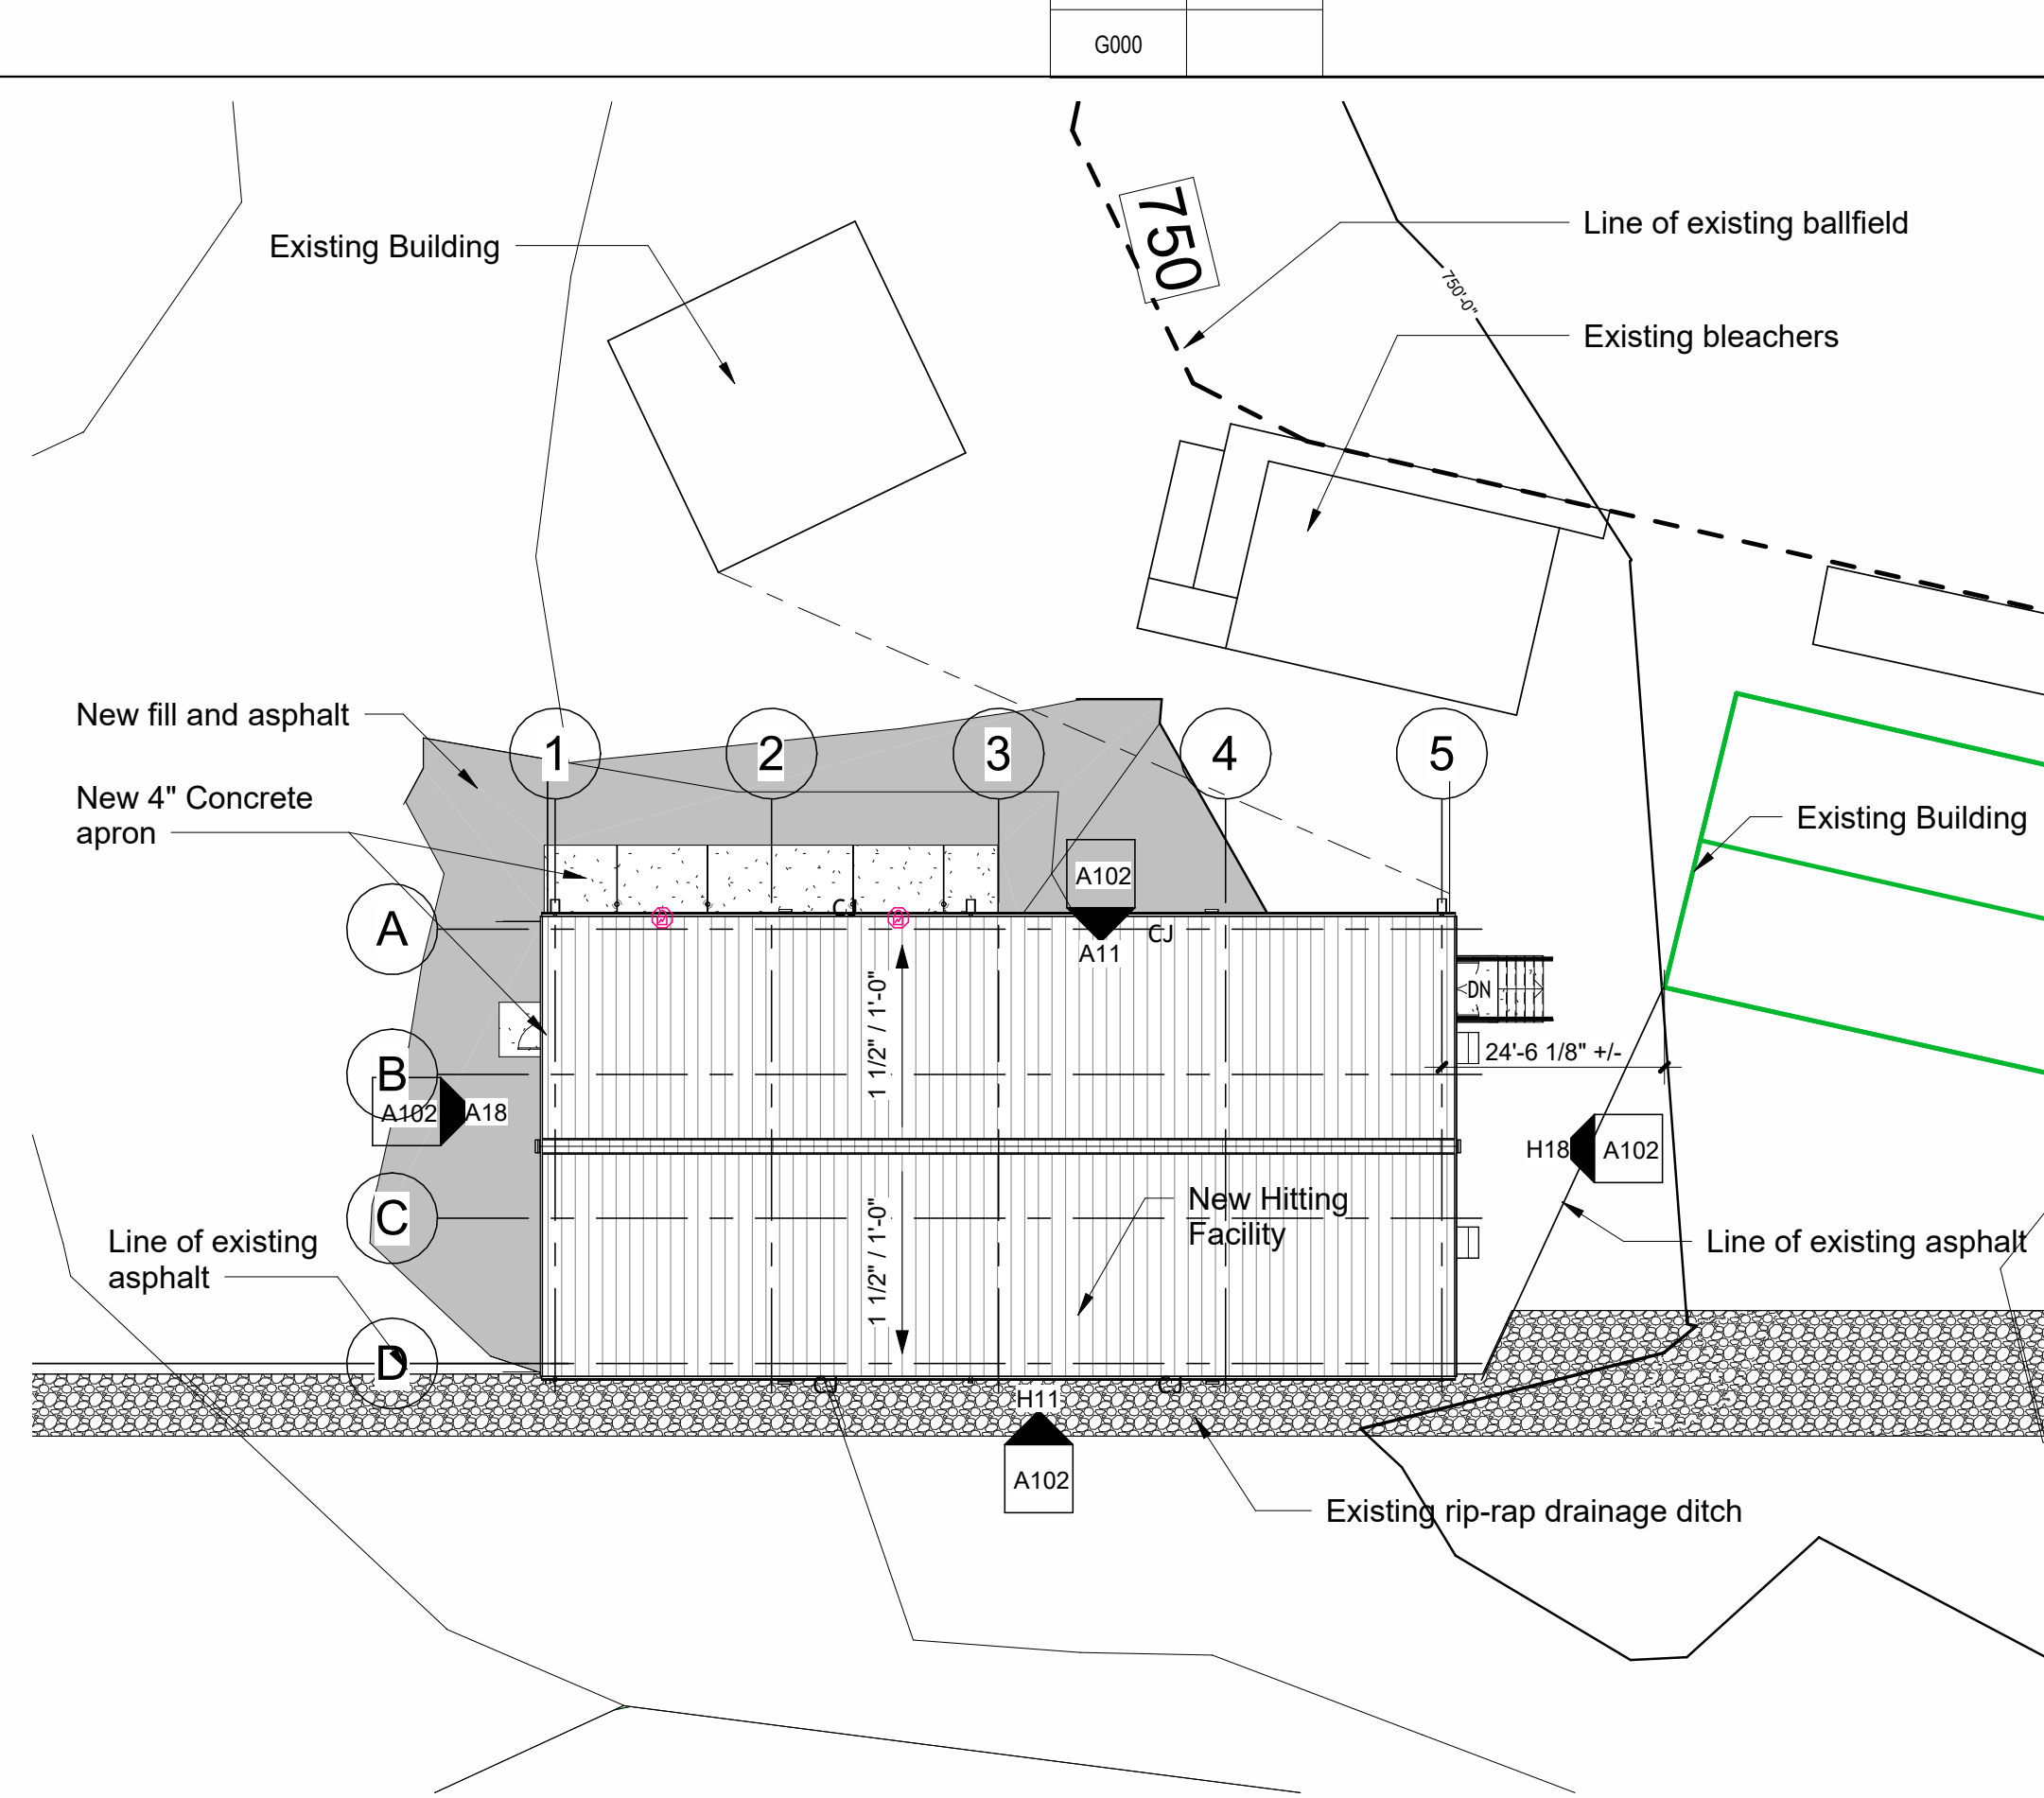 G000
750
Line of existing ballfield
Existing Building
750'-0"
Existing bleachers
New fill and asphalt
1
2
3
4
5
New 4" Concrete
apron
Existing Building
A102
A
CJ
CJ
A11
1 1/2" / 1'-0"
DN
24'-6 1/8" +/-
B
A102
A18
H18
A102
C
New Hitting
Facility
1 1/2" / 1'-0"
Line of existing
asphalt
Line of existing asphalt
D
CJ
H11
CJ
A102
Existing rip-rap drainage ditch